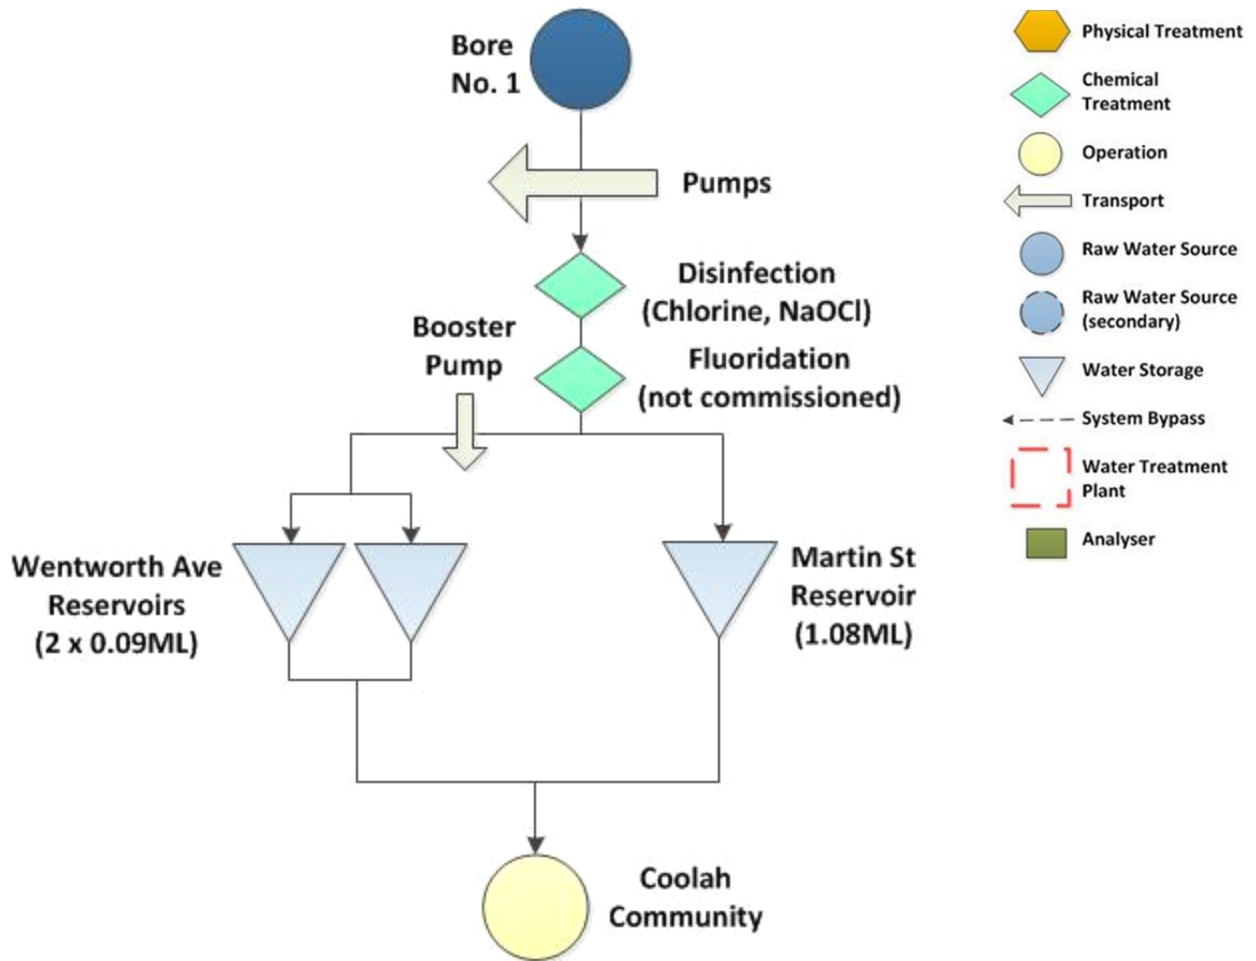 Bore
No. 1
Pumps
Disinfection
(Chlorine, NaOCl)
Booster
Pump
Fluoridation
(not commissioned)
Wentworth Ave
Reservoirs
(2 x 0.09ML)
Martin St
Reservoir
(1.08ML)
Coolah
Community
Physical Treatment
Chemical
Treatment
Operation
Transport
Raw Water Source
Raw Water Source
(secondary)
Water Storage
System Bypass
Water Treatment
Plant
Analyser